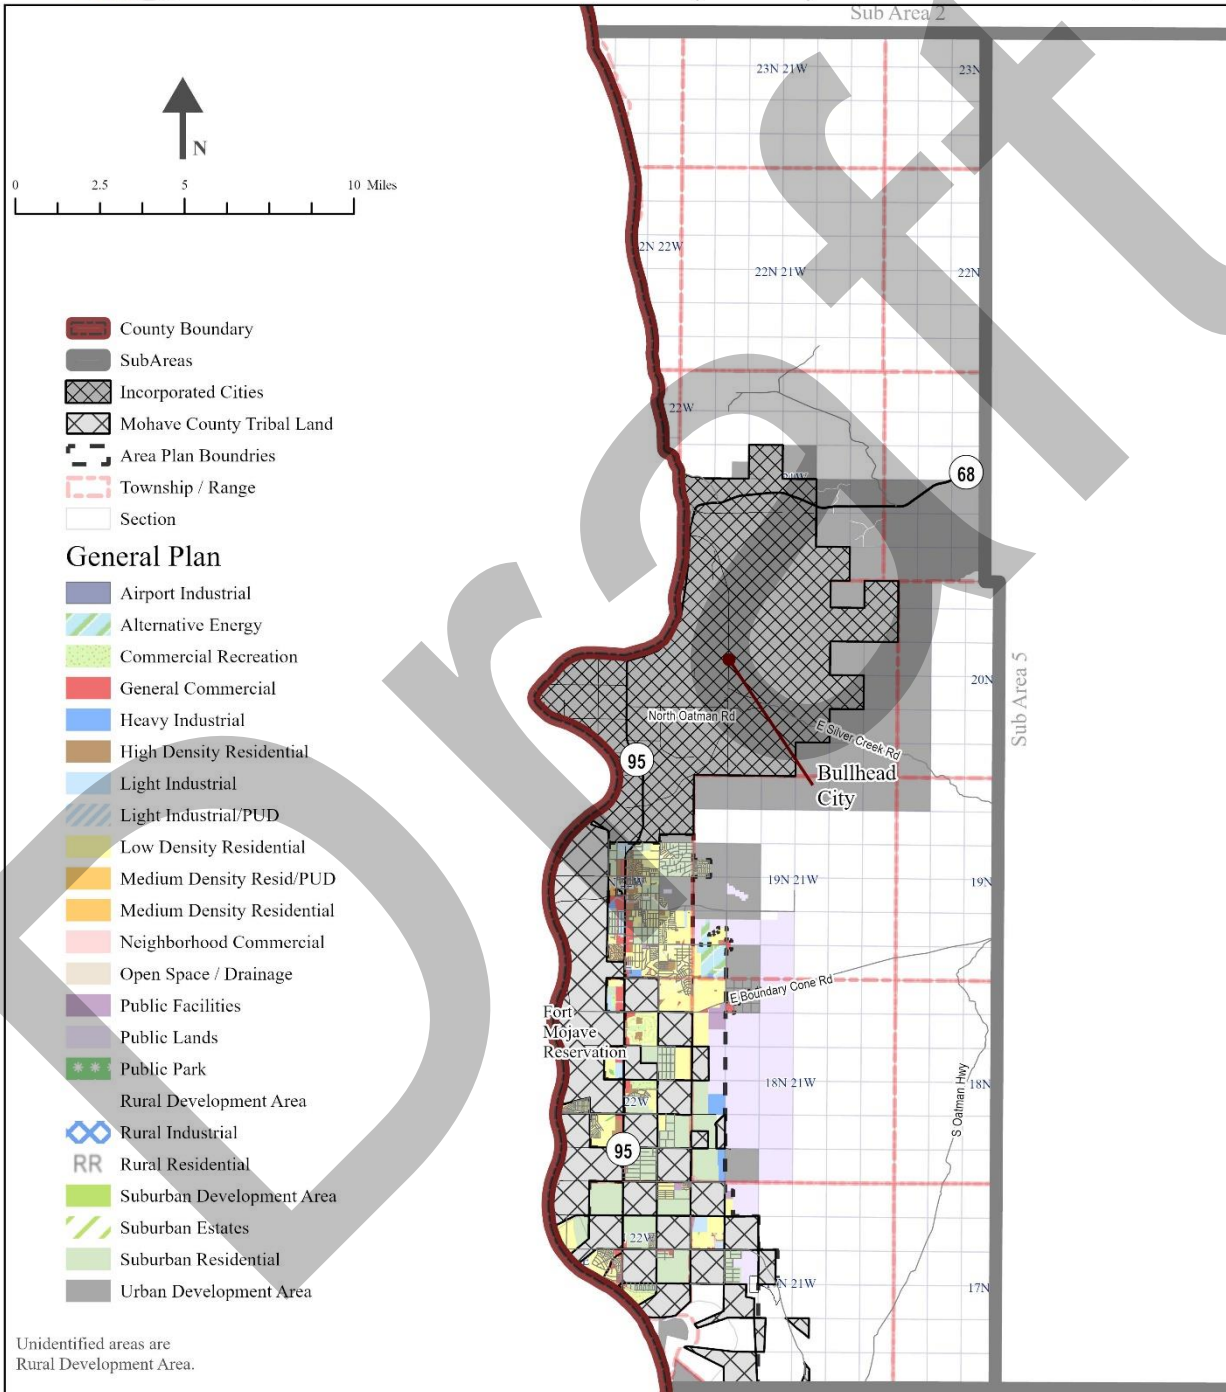 Sub Area 2
23N 21W
23N
N
0 2.5 5 10 Miles
2N 22W
22N 21W
22N
County Boundary
SubAreas
Incorporated Cities
Mohave County Tribal Land
Area Plan Boundries
Township / Range
Section
22W
68
General Plan
Airport Industrial
Alternative Energy
Commercial Recreation
General Commercial
Heavy Industrial
High Density Residential
Light Industrial
Light Industrial/PUD
Low Density Residential
Medium Density Resid/PUD
Medium Density Residential
Neighborhood Commercial
Open Space / Drainage
Public Facilities
Public Lands
Public Park
Rural Development Area
Rural Industrial
RR Rural Residential
Suburban Development Area
Suburban Estates
Suburban Residential
Urban Development Area
Unidentified areas are
Rural Development Area.
20N
Sub Area 5
North Oatman Rd
E Silver Creek Rd
95
Bullhead
City
22W
19N 21W
19N
E Boundary Cone Rd
Fort
Mojave
Reservation
18N 21W
18N
22W
S Oatman Hwy
95
22W
N 21W
17N
Draft